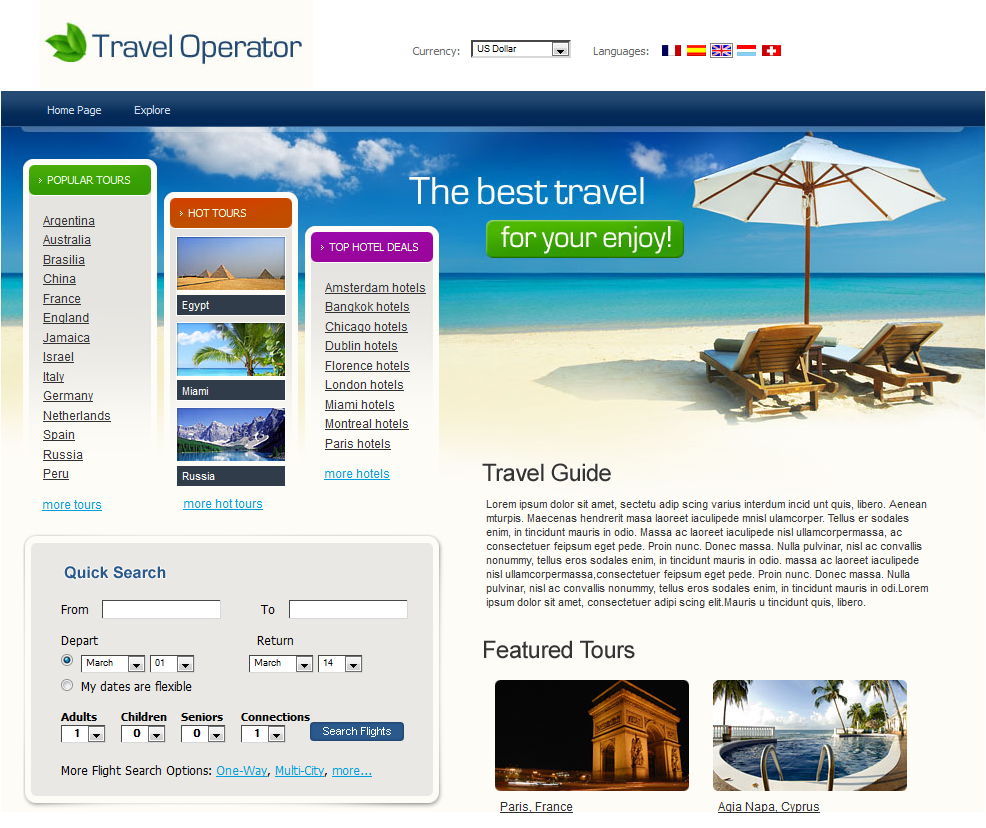 Travel Operator
Currency: US Dollar Languages:
Home Page Explore
The best travel
for your enjoy!
POPULAR TOURS
Argentina
Australia
Brasilia
China
France
England
Jamaica
Israel
Italy
Germany
Netherlands
Spain
Russia
Peru
more tours
HOT TOURS
Egypt
Miami
Russia
more hot tours
TOP HOTEL DEALS
Amsterdam hotels
Bangkok hotels
Chicago hotels
Dublin hotels
Florence hotels
London hotels
Miami hotels
Montreal hotels
Paris hotels
more hotels
Quick Search
From To
Depart Return
March 01 March 14
My dates are flexible
Adults Children Seniors Connections
1 0 0 1 Search Flights
More Flight Search Options: One-Way, Multi-City, more...
Travel Guide
Lorem ipsum dolor sit amet, sectetu adip scing varius interdum incid unt quis, libero. Aenean
mturpis. Maecenas hendrerit masa laoreet iaculipede mnisl ulamcorper. Tellus er sodales
enim, in tincidunt mauris in odio. Massa ac laoreet iaculipede nisl ullamcorpermassa, ac
consectetuer feipsum eget pede. Proin nunc. Donec massa. Nulla pulvinar, nisl ac convallis
nonummy, tellus eros sodales enim, in tincidunt mauris in odio. massa ac laoreet iaculipede
nisl ullamcorpermassa,consectetuer feipsum eget pede. Proin nunc. Donec massa. Nulla
pulvinar, nisl ac convallis nonummy, tellus eros sodales enim, in tincidunt mauris in odi.Lorem
ipsum dolor sit amet, consectetuer adipi scing elit.Mauris u tincidunt quis, libero.
Featured Tours
Paris, France
Agia Napa, Cyprus